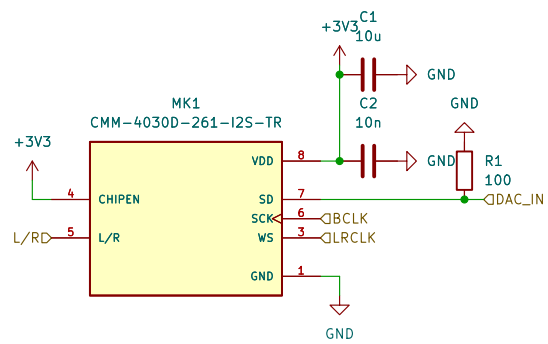 C1
+3V3
10u
GND
MK1
C2
GND
CMM-4030D-261-I2S-TR
10n
+3V3
VDD
8
GND
R1
100
4
CHIPEN
SD
7
DAC_IN
SCK
6
BCLK
L/R
5
L/R
WS
3
LRCLK
GND
1
GND